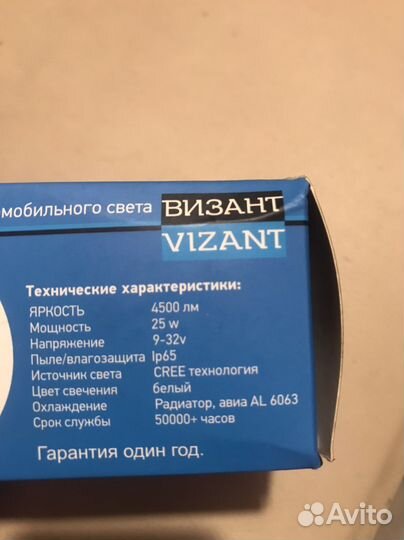 мобильного света ВИЗАНТ
VIZANT
Технические характеристики:
ЯРКОСТЬ 4500 лм
Мощность 25 w
Напряжение 9-32v
Пыле/влагозащита Ip65
Источник света CREE технология
Цвет свечения белый
Охлаждение Радиатор, авиа AL 6063
Срок службы 50000+ часов
Гарантия один год.
Avito